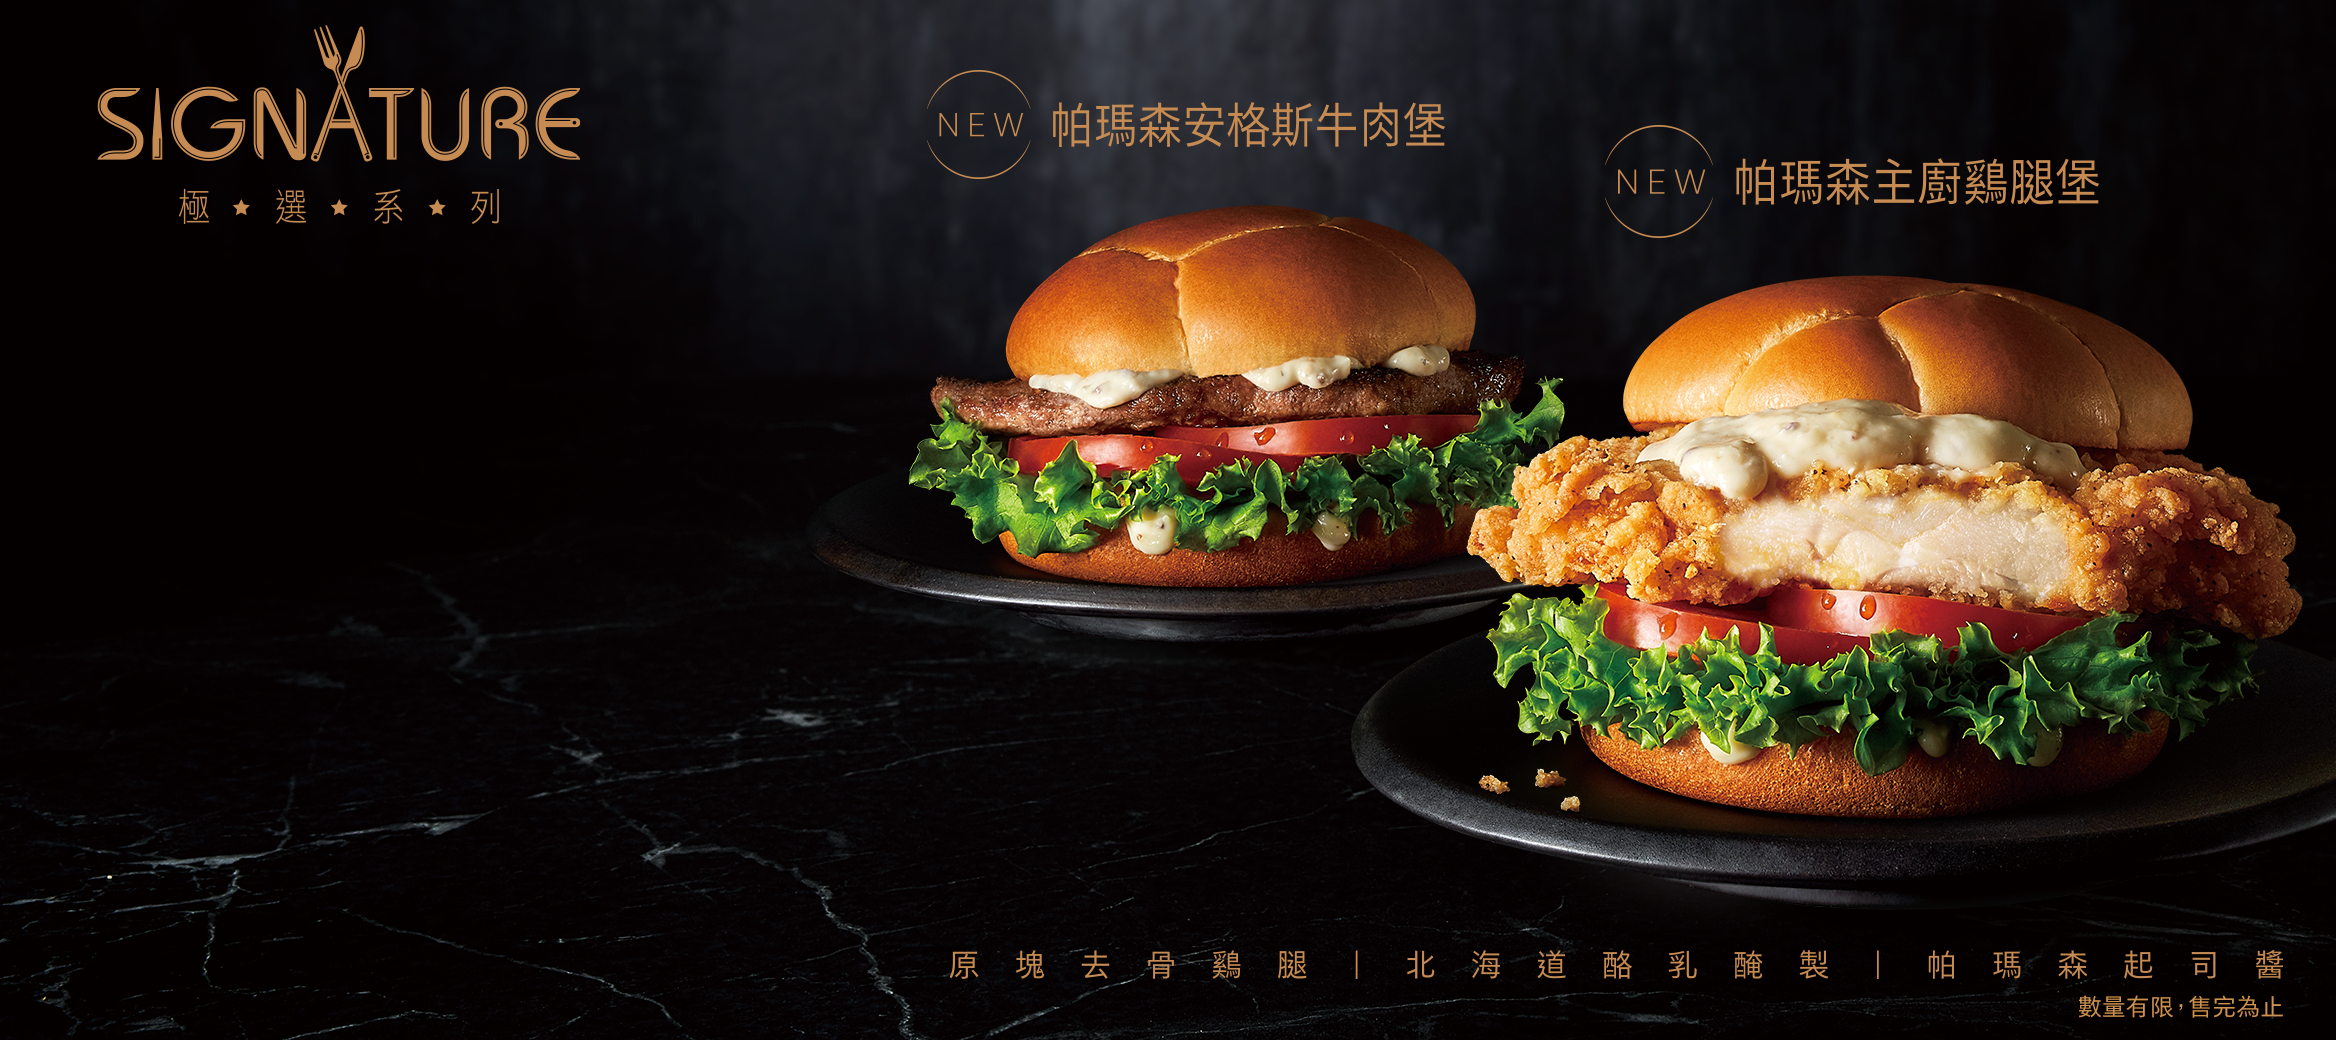 SIGNATURE
極★選★系★列
NEW 帕瑪森安格斯牛肉堡
NEW 帕瑪森主廚鷄腿堡
原塊去骨鷄腿｜北海道酪乳醃製｜帕瑪森起司醬
數量有限，售完為止